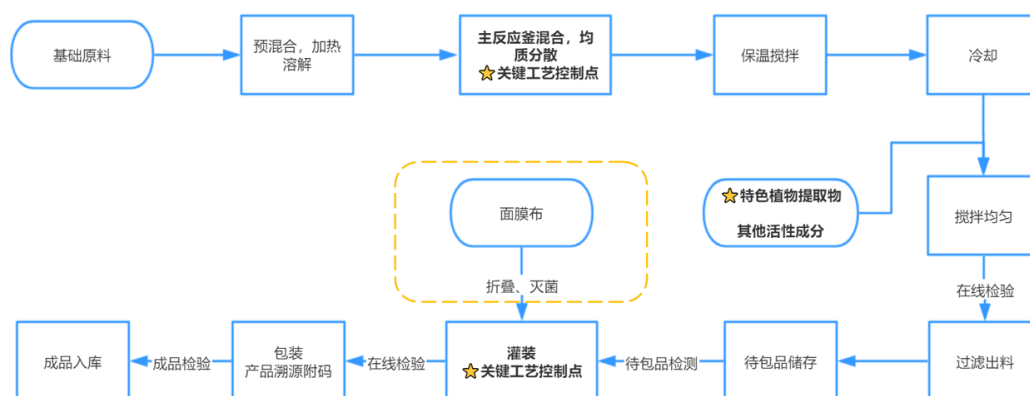 基础原料
预混合，加热
溶解
主反应釜混合，均
质分散
关键工艺控制点
保温搅拌
冷却
特色植物提取物
其他活性成分
搅拌均匀
面膜布
折叠、灭菌
在线检验
成品入库
成品检验
包装
产品溯源附码
在线检验
灌装
关键工艺控制点
待包品检测
待包品储存
过滤出料